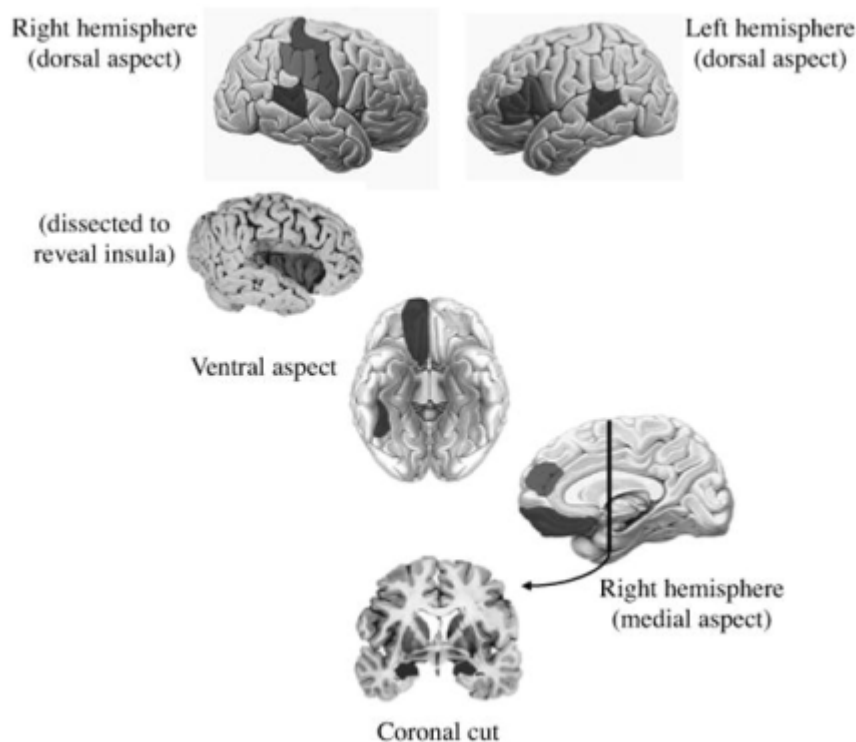 Right hemisphere
(dorsal aspect)
Left hemisphere
(dorsal aspect)
(dissected to
reveal insula)
Ventral aspect
Right hemisphere
(medial aspect)
Coronal cut